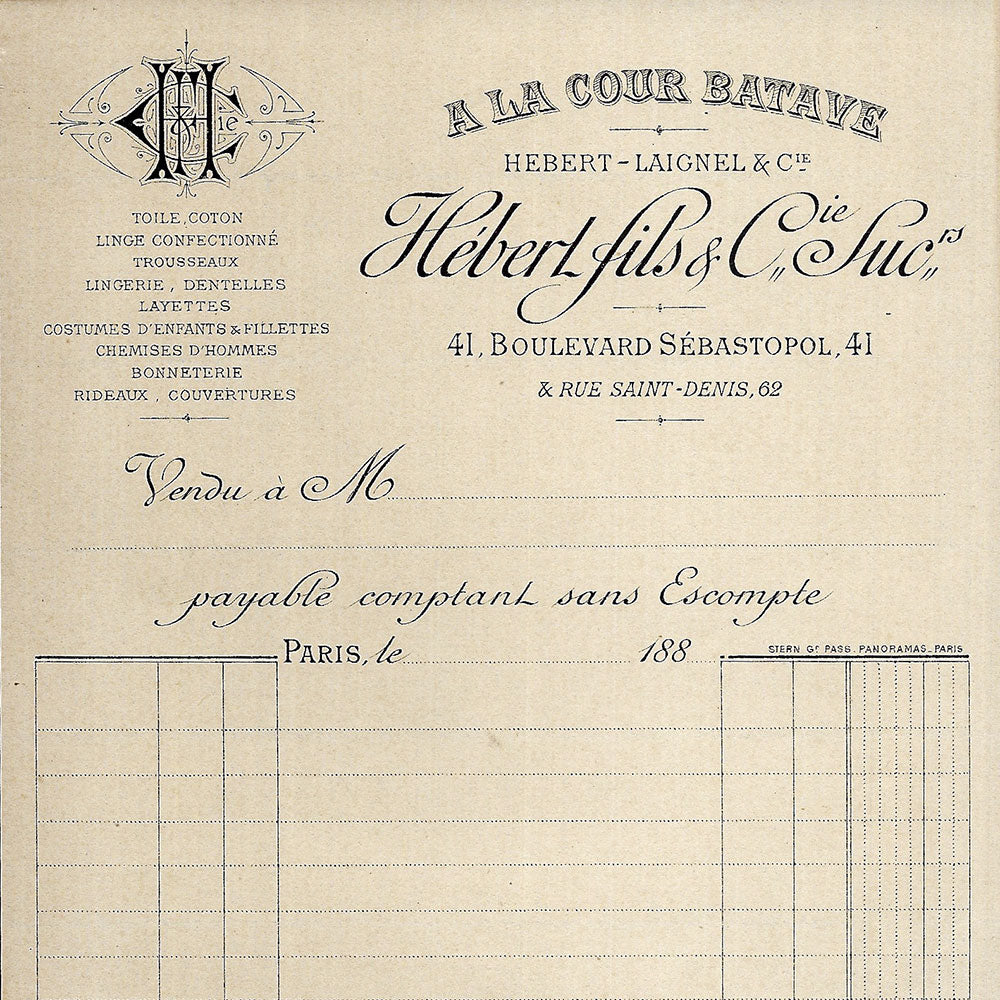 H & H Cie
TOILE, COTON
LINGE CONFECTIONNÉ
TROUSSEAUX
LINGERIE, DENTELLES
LAYETTES
COSTUMES D'ENFANTS & FILLETTES
CHEMISES D'HOMMES
BONNETERIE
RIDEAUX, COUVERTURES
A LA COUR BATAVE
HEBERT-LAIGNEL & CIE
Hébert fils & Cie Sucrs
41, BOULEVARD SÉBASTOPOL, 41
& RUE SAINT-DENIS, 62
Vendu à M
payable comptant sans Escompte
PARIS, le 188
STERN Gr PASS. PANORAMAS_PARIS